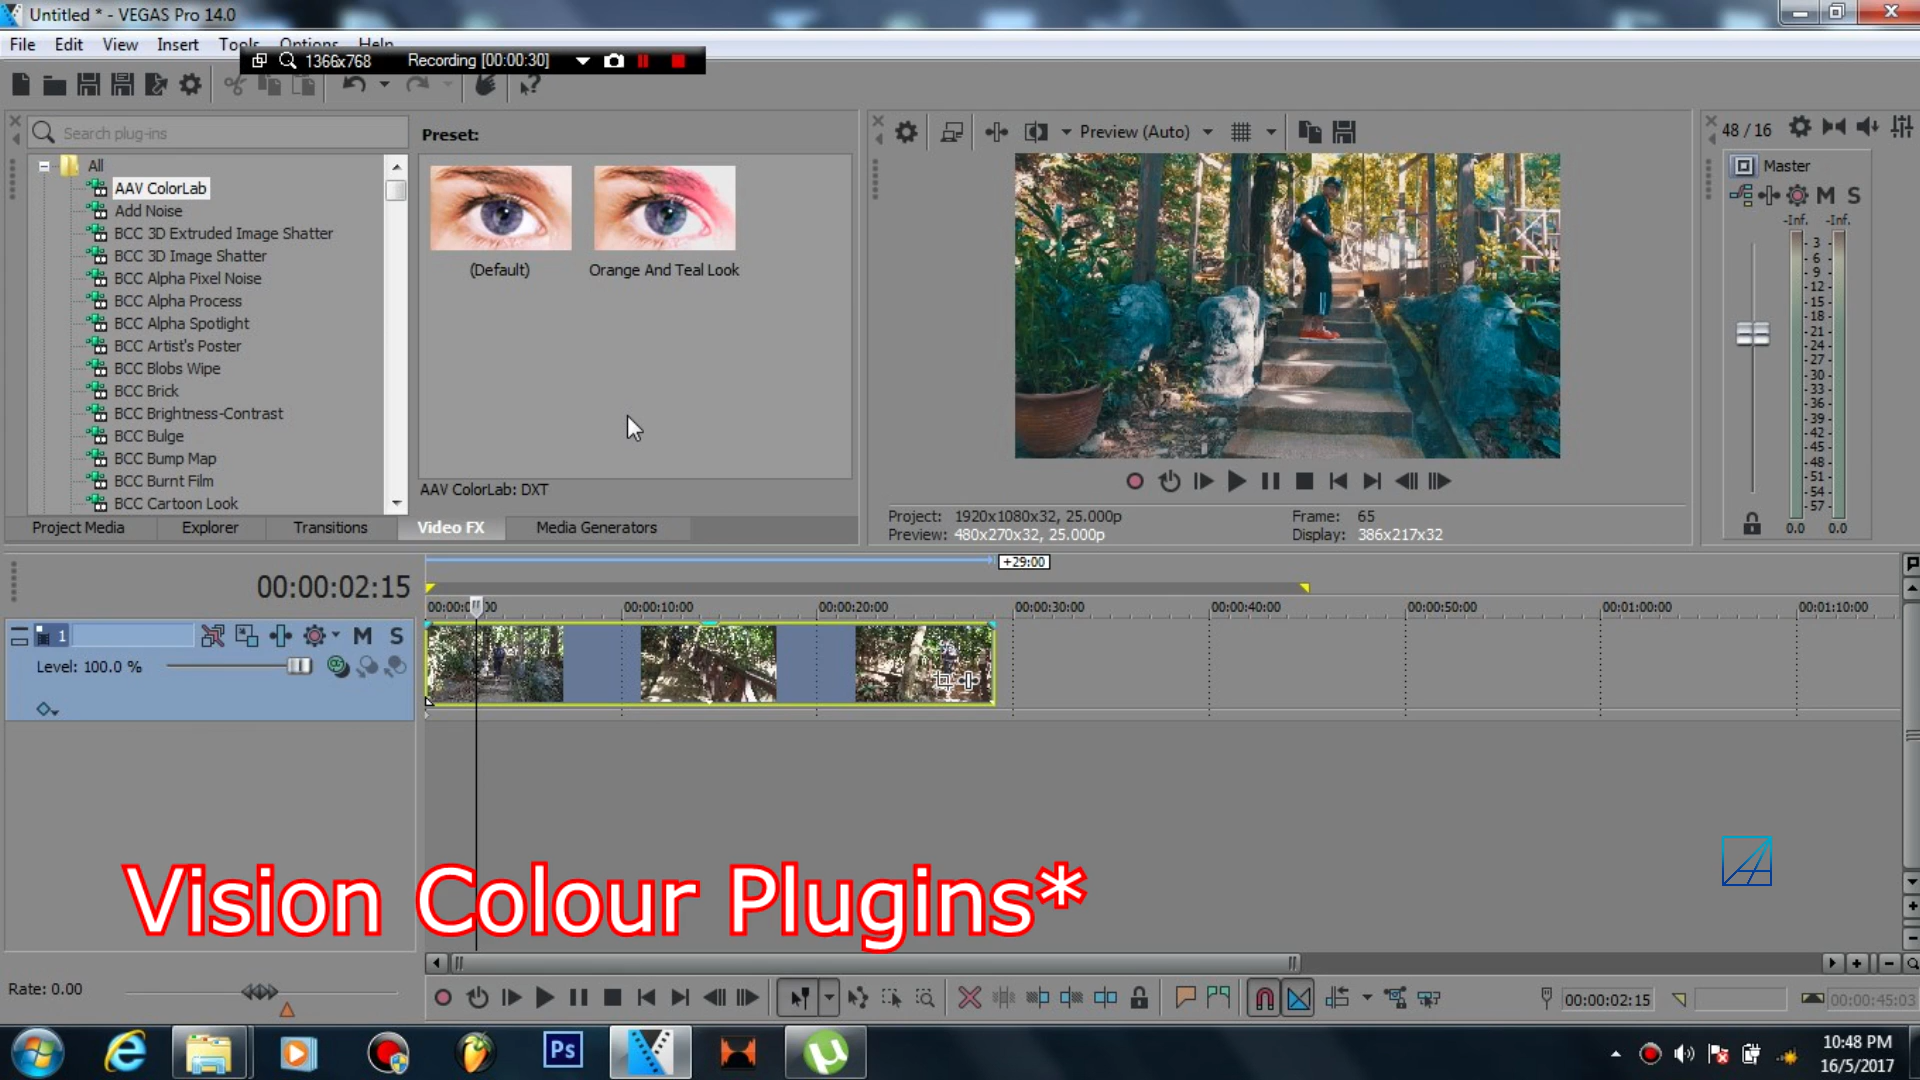 Untitled * - VEGAS Pro 14.0
File Edit View Insert Tools Options Help
1366x768 Recording [00:00:30]
Search plug-ins
Preset:
All
AAV ColorLab
Add Noise
BCC 3D Extruded Image Shatter
BCC 3D Image Shatter
BCC Alpha Pixel Noise
BCC Alpha Process
BCC Alpha Spotlight
BCC Artist's Poster
BCC Blobs Wipe
BCC Brick
BCC Brightness-Contrast
BCC Bulge
BCC Bump Map
BCC Burnt Film
BCC Cartoon Look
(Default) Orange And Teal Look
AAV ColorLab: DXT
Project Media Explorer Transitions Video FX Media Generators
Preview (Auto)
Project: 1920x1080x32, 25.000p Frame: 65
Preview: 480x270x32, 25.000p Display: 386x217x32
48 / 16
Master
M S
-Inf. -Inf.
3
6
9
12
15
18
21
24
27
30
33
36
39
42
45
48
51
54
57
0.0 0.0
+29:00
00:00:02:15
00:00:10:00 00:00:20:00 00:00:30:00 00:00:40:00 00:00:50:00 00:01:00:00 00:01:10:00
1 M S
Level: 100.0 %
Vision Colour Plugins*
Rate: 0.00
00:00:02:15 00:00:45:03
Ps
10:48 PM
16/5/2017